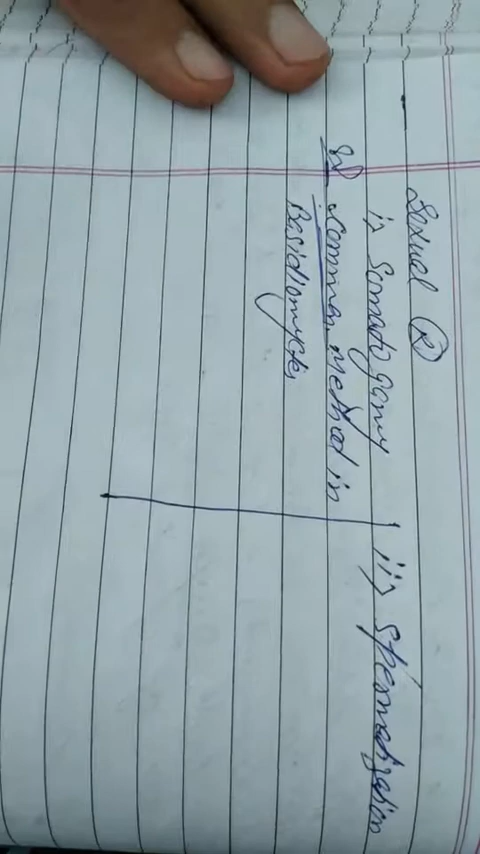 Sexual (R)
i> Somatogamy
ii> Spermatization
Common method in
Basidiomycetes